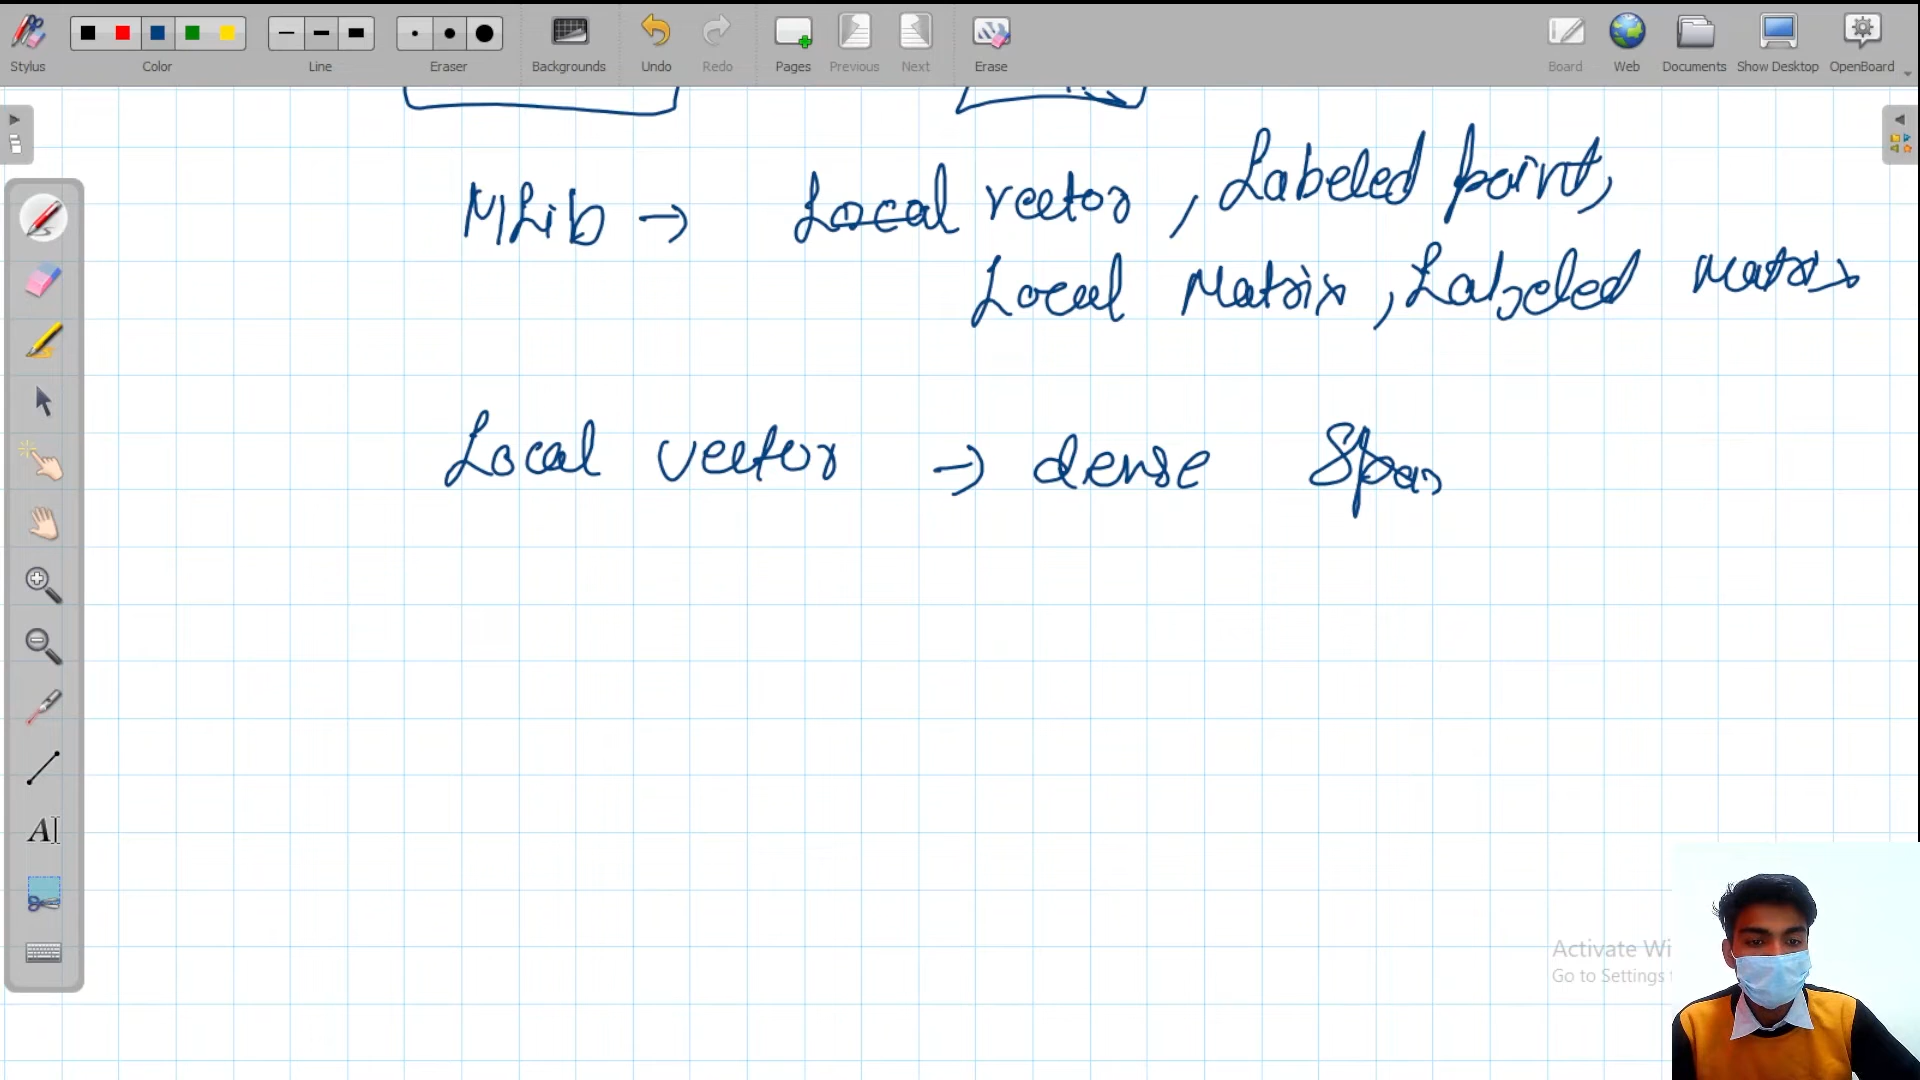 Stylus Color Line Eraser Backgrounds Undo Redo Pages Previous Next Erase Board Web Documents Show Desktop OpenBoard
MLib → Local vector , Labeled point,
Local Matrix , Labeled Matrix
Local vector → dense Spars
Activate Wi
Go to Settings